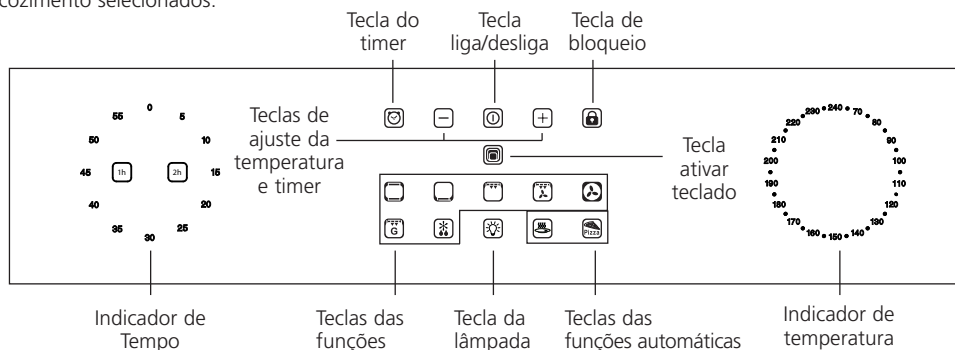 cozimento selecionados.
Tecla do
timer
Tecla
liga/desliga
Tecla de
bloqueio
Teclas de
ajuste da
temperatura
e timer
Tecla
ativar
teclado
0
5
10
15
20
25
30
35
40
45
50
55
1h
2h
G
Pizza
240
70
80
90
100
110
120
130
140
150
160
170
180
190
200
210
220
230
Indicador de
Tempo
Teclas das
funções
Tecla da
lâmpada
Teclas das
funções automáticas
Indicador de
temperatura